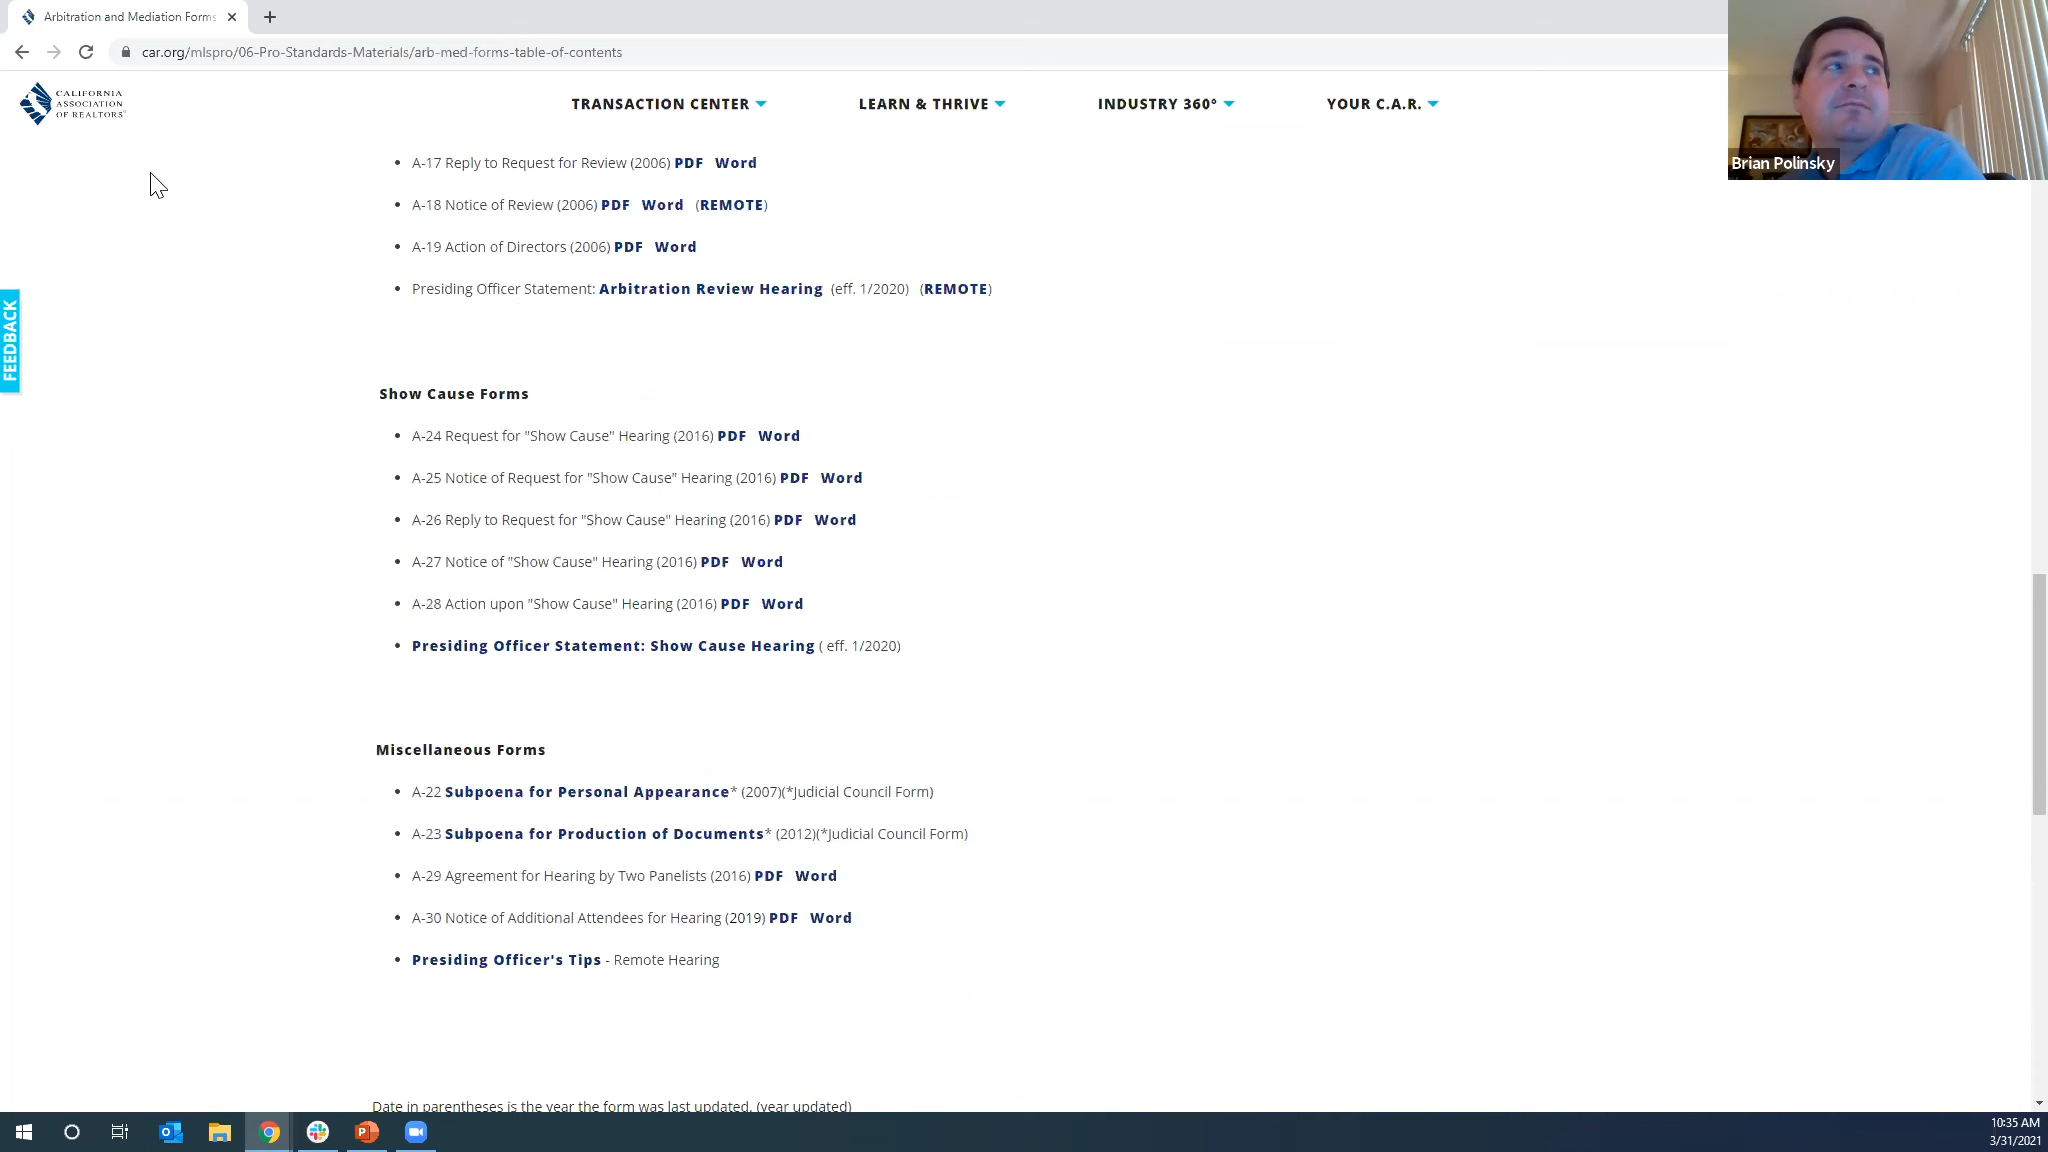 Arbitration and Mediation Forms
car.org/mlspro/06-Pro-Standards-Materials/arb-med-forms-table-of-contents
CALIFORNIA
ASSOCIATION
OF REALTORS®
TRANSACTION CENTER
LEARN & THRIVE
INDUSTRY 360°
YOUR C.A.R.
Brian Polinsky
FEEDBACK
• A-17 Reply to Request for Review (2006) PDF Word
• A-18 Notice of Review (2006) PDF Word (REMOTE)
• A-19 Action of Directors (2006) PDF Word
• Presiding Officer Statement: Arbitration Review Hearing (eff. 1/2020) (REMOTE)
Show Cause Forms
• A-24 Request for "Show Cause" Hearing (2016) PDF Word
• A-25 Notice of Request for "Show Cause" Hearing (2016) PDF Word
• A-26 Reply to Request for "Show Cause" Hearing (2016) PDF Word
• A-27 Notice of "Show Cause" Hearing (2016) PDF Word
• A-28 Action upon "Show Cause" Hearing (2016) PDF Word
• Presiding Officer Statement: Show Cause Hearing ( eff. 1/2020)
Miscellaneous Forms
• A-22 Subpoena for Personal Appearance* (2007)(*Judicial Council Form)
• A-23 Subpoena for Production of Documents* (2012)(*Judicial Council Form)
• A-29 Agreement for Hearing by Two Panelists (2016) PDF Word
• A-30 Notice of Additional Attendees for Hearing (2019) PDF Word
• Presiding Officer's Tips - Remote Hearing
Date in parentheses is the year the form was last updated. (year updated)
10:35 AM
3/31/2021